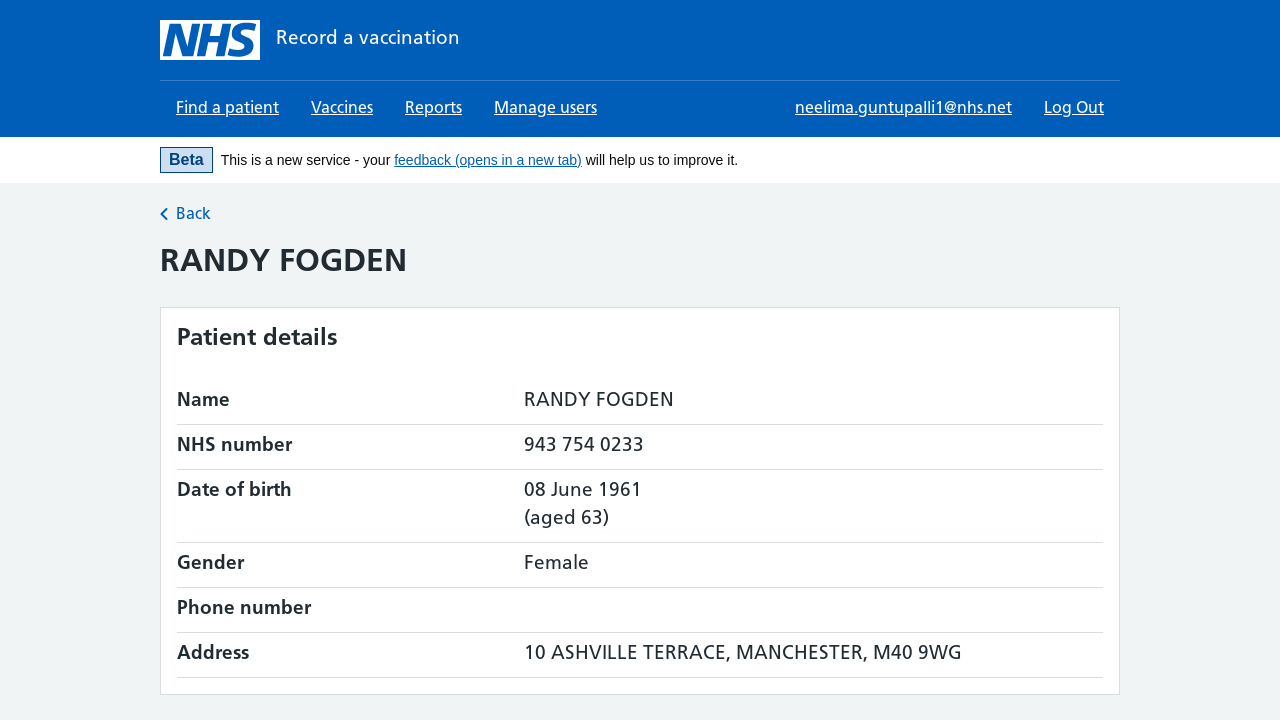 NHS Record a vaccination
Find a patient Vaccines Reports Manage users neelima.guntupalli1@nhs.net Log Out
Beta This is a new service - your feedback (opens in a new tab) will help us to improve it.
Back
RANDY FOGDEN
Patient details
Name RANDY FOGDEN
NHS number 943 754 0233
Date of birth 08 June 1961
(aged 63)
Gender Female
Phone number
Address 10 ASHVILLE TERRACE, MANCHESTER, M40 9WG